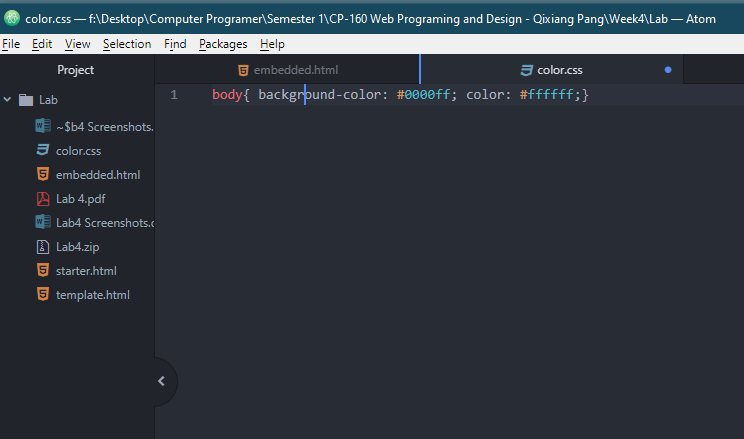 color.css — f:\Desktop\Computer Programer\Semester 1\CP-160 Web Programing and Design - Qixiang Pang\Week4\Lab — Atom
File Edit View Selection Find Packages Help
Project
embedded.html
color.css
Lab
1 body{ background-color: #0000ff; color: #ffffff;}
~$b4 Screenshots.
color.css
embedded.html
Lab 4.pdf
Lab4 Screenshots.d
Lab4.zip
starter.html
template.html